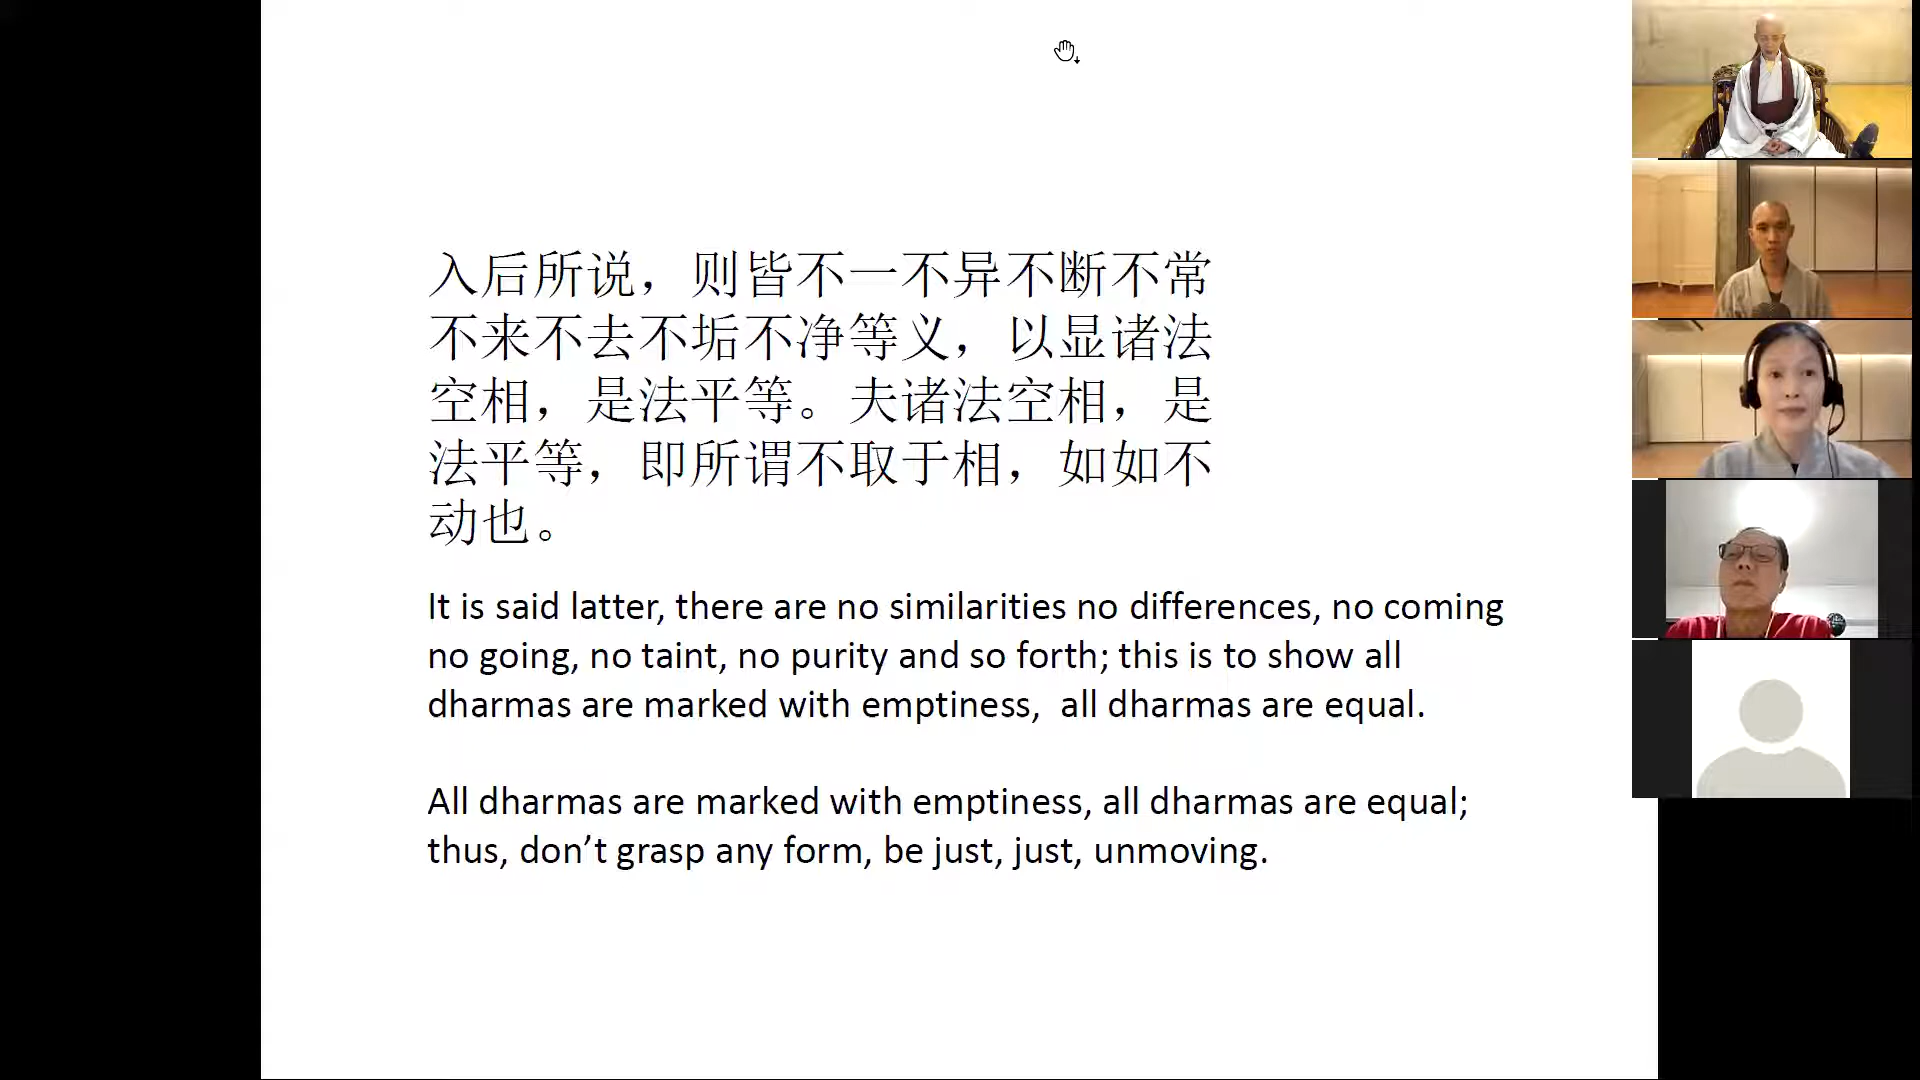 入后所说，则皆不一不异不断不常
不来不去不垢不净等义，以显诸法
空相，是法平等。夫诸法空相，是
法平等，即所谓不取于相，如如不
动也。
It is said latter, there are no similarities no differences, no coming
no going, no taint, no purity and so forth; this is to show all
dharmas are marked with emptiness,  all dharmas are equal.
All dharmas are marked with emptiness, all dharmas are equal;
thus, don’t grasp any form, be just, just, unmoving.